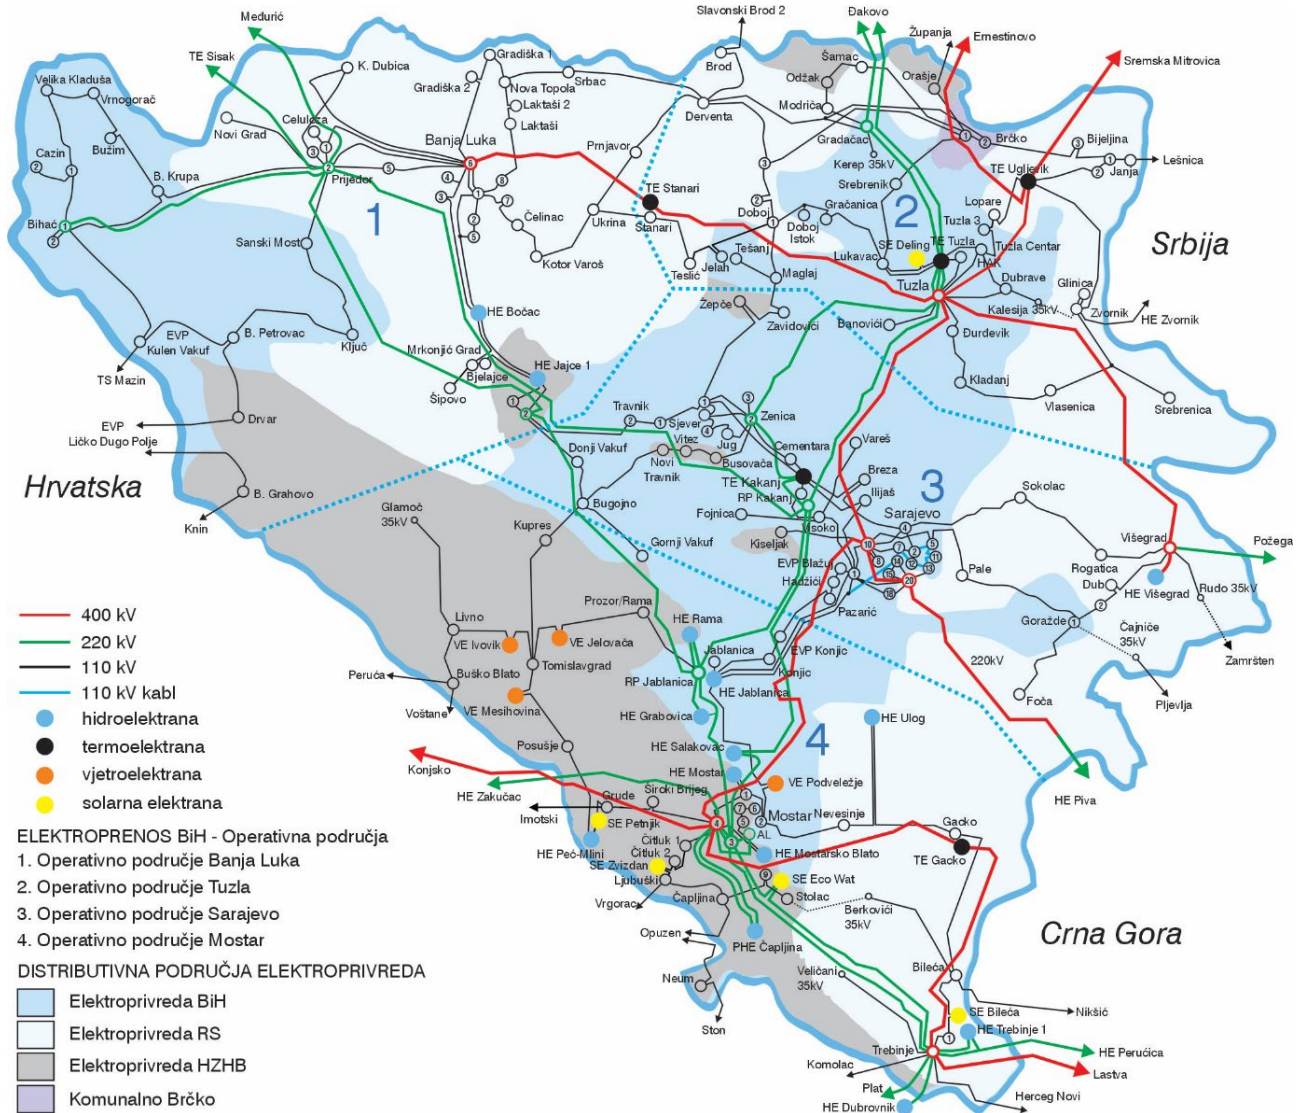 Međurić
Slavonski Brod 2
Đakovo
Županja
Ernestinovo
TE Sisak
Sremska Mitrovica
Velika Kladuša
K. Dubica
Gradiška 1
Gradiška 2
Nova Topola
Srbac
Brod
Odžak
Šamac
Orašje
Vrnogorač
Laktaši 2
Laktaši
Modriča
Derventa
Novi Grad
Celuloza
Banja Luka
Prnjavor
Gradačac
Brčko
Bijeljina
Lešnica
Bužim
Cazin
Kerep 35kV
Janja
TE Ugljevik
B. Krupa
Prijedor
1
TE Stanari
Srebrenik
Lopare
Bihać
Čelinac
Ukrina
Stanari
Doboj
Doboj Istok
Gračanica
2
SE Deling
TE Tuzla
Tuzla 3
Tuzla Centar
Srbija
Sanski Most
Kotor Varoš
Teslić
Jelah
Tešanj
Maglaj
Lukavac
HAK
Dubrave
Tuzla
Glinica
Kalesija 35kV
Zvornik
HE Zvornik
HE Bočac
Žepče
Zavidovići
Banovići
Đurđevik
EVP
Kulen Vakuf
B. Petrovac
Ključ
Mrkonjić Grad
Bjelajce
HE Jajce 1
Šipovo
Kladanj
TS Mazin
Vlasenica
Srebrenica
Drvar
EVP
Ličko Dugo Polje
Travnik
Sjever
Zenica
Vitez
Jug
Donji Vakuf
Novi
Travnik
Busovača
Cementara
Vareš
TE Kakanj
RP Kakanj
Breza
Ilijaš
3
Hrvatska
B. Grahovo
Knin
Glamoč
35kV
Bugojno
Fojnica
Visoko
Sarajevo
Sokolac
Kupres
Gornji Vakuf
Kiseljak
Višegrad
Požega
EVP Blažuj
Hadžići
Pale
Rogatica
Dub
HE Višegrad
Rudo 35kV
Pazarić
Prozor/Rama
HE Rama
Goražde
Čajniče
35kV
Zamršten
Livno
VE Ivovik
VE Jelovača
Tomislavgrad
Jablanica
EVP Konjic
Konjic
220kV
Foča
Pljevlja
Peruća
Buško Blato
RP Jablanica
HE Jablanica
Voštane
VE Mesihovina
HE Grabovica
HE Ulog
Posušje
HE Salakovac
4
Konjsko
HE Mostar
VE Podveležje
HE Piva
HE Zakučac
Grude
Široki Brijeg
Mostar
Nevesinje
Gacko
Imotski
SE Petnjik
Čitluk 1
AL
HE Peć-Mlini
Čitluk 2
HE Mostarsko Blato
TE Gacko
SE Zvizdan
Ljubuški
SE Eco Wat
Stolac
Vrgorac
Čapljina
Berkovići
35kV
Crna Gora
Opuzen
PHE Čapljina
Veličani
35kV
Bileća
Neum
Nikšić
SE Bileća
Ston
HE Trebinje 1
Trebinje
HE Perućica
Komolac
Lastva
Plat
Herceg Novi
HE Dubrovnik
400 kV
220 kV
110 kV
110 kV kabl
hidroelektrana
termoelektrana
vjetroelektrana
solarna elektrana
ELEKTROPRENOS BiH - Operativna područja
1. Operativno područje Banja Luka
2. Operativno područje Tuzla
3. Operativno područje Sarajevo
4. Operativno područje Mostar
DISTRIBUTIVNA PODRUČJA ELEKTROPRIVREDA
Elektroprivreda BiH
Elektroprivreda RS
Elektroprivreda HZHB
Komunalno Brčko